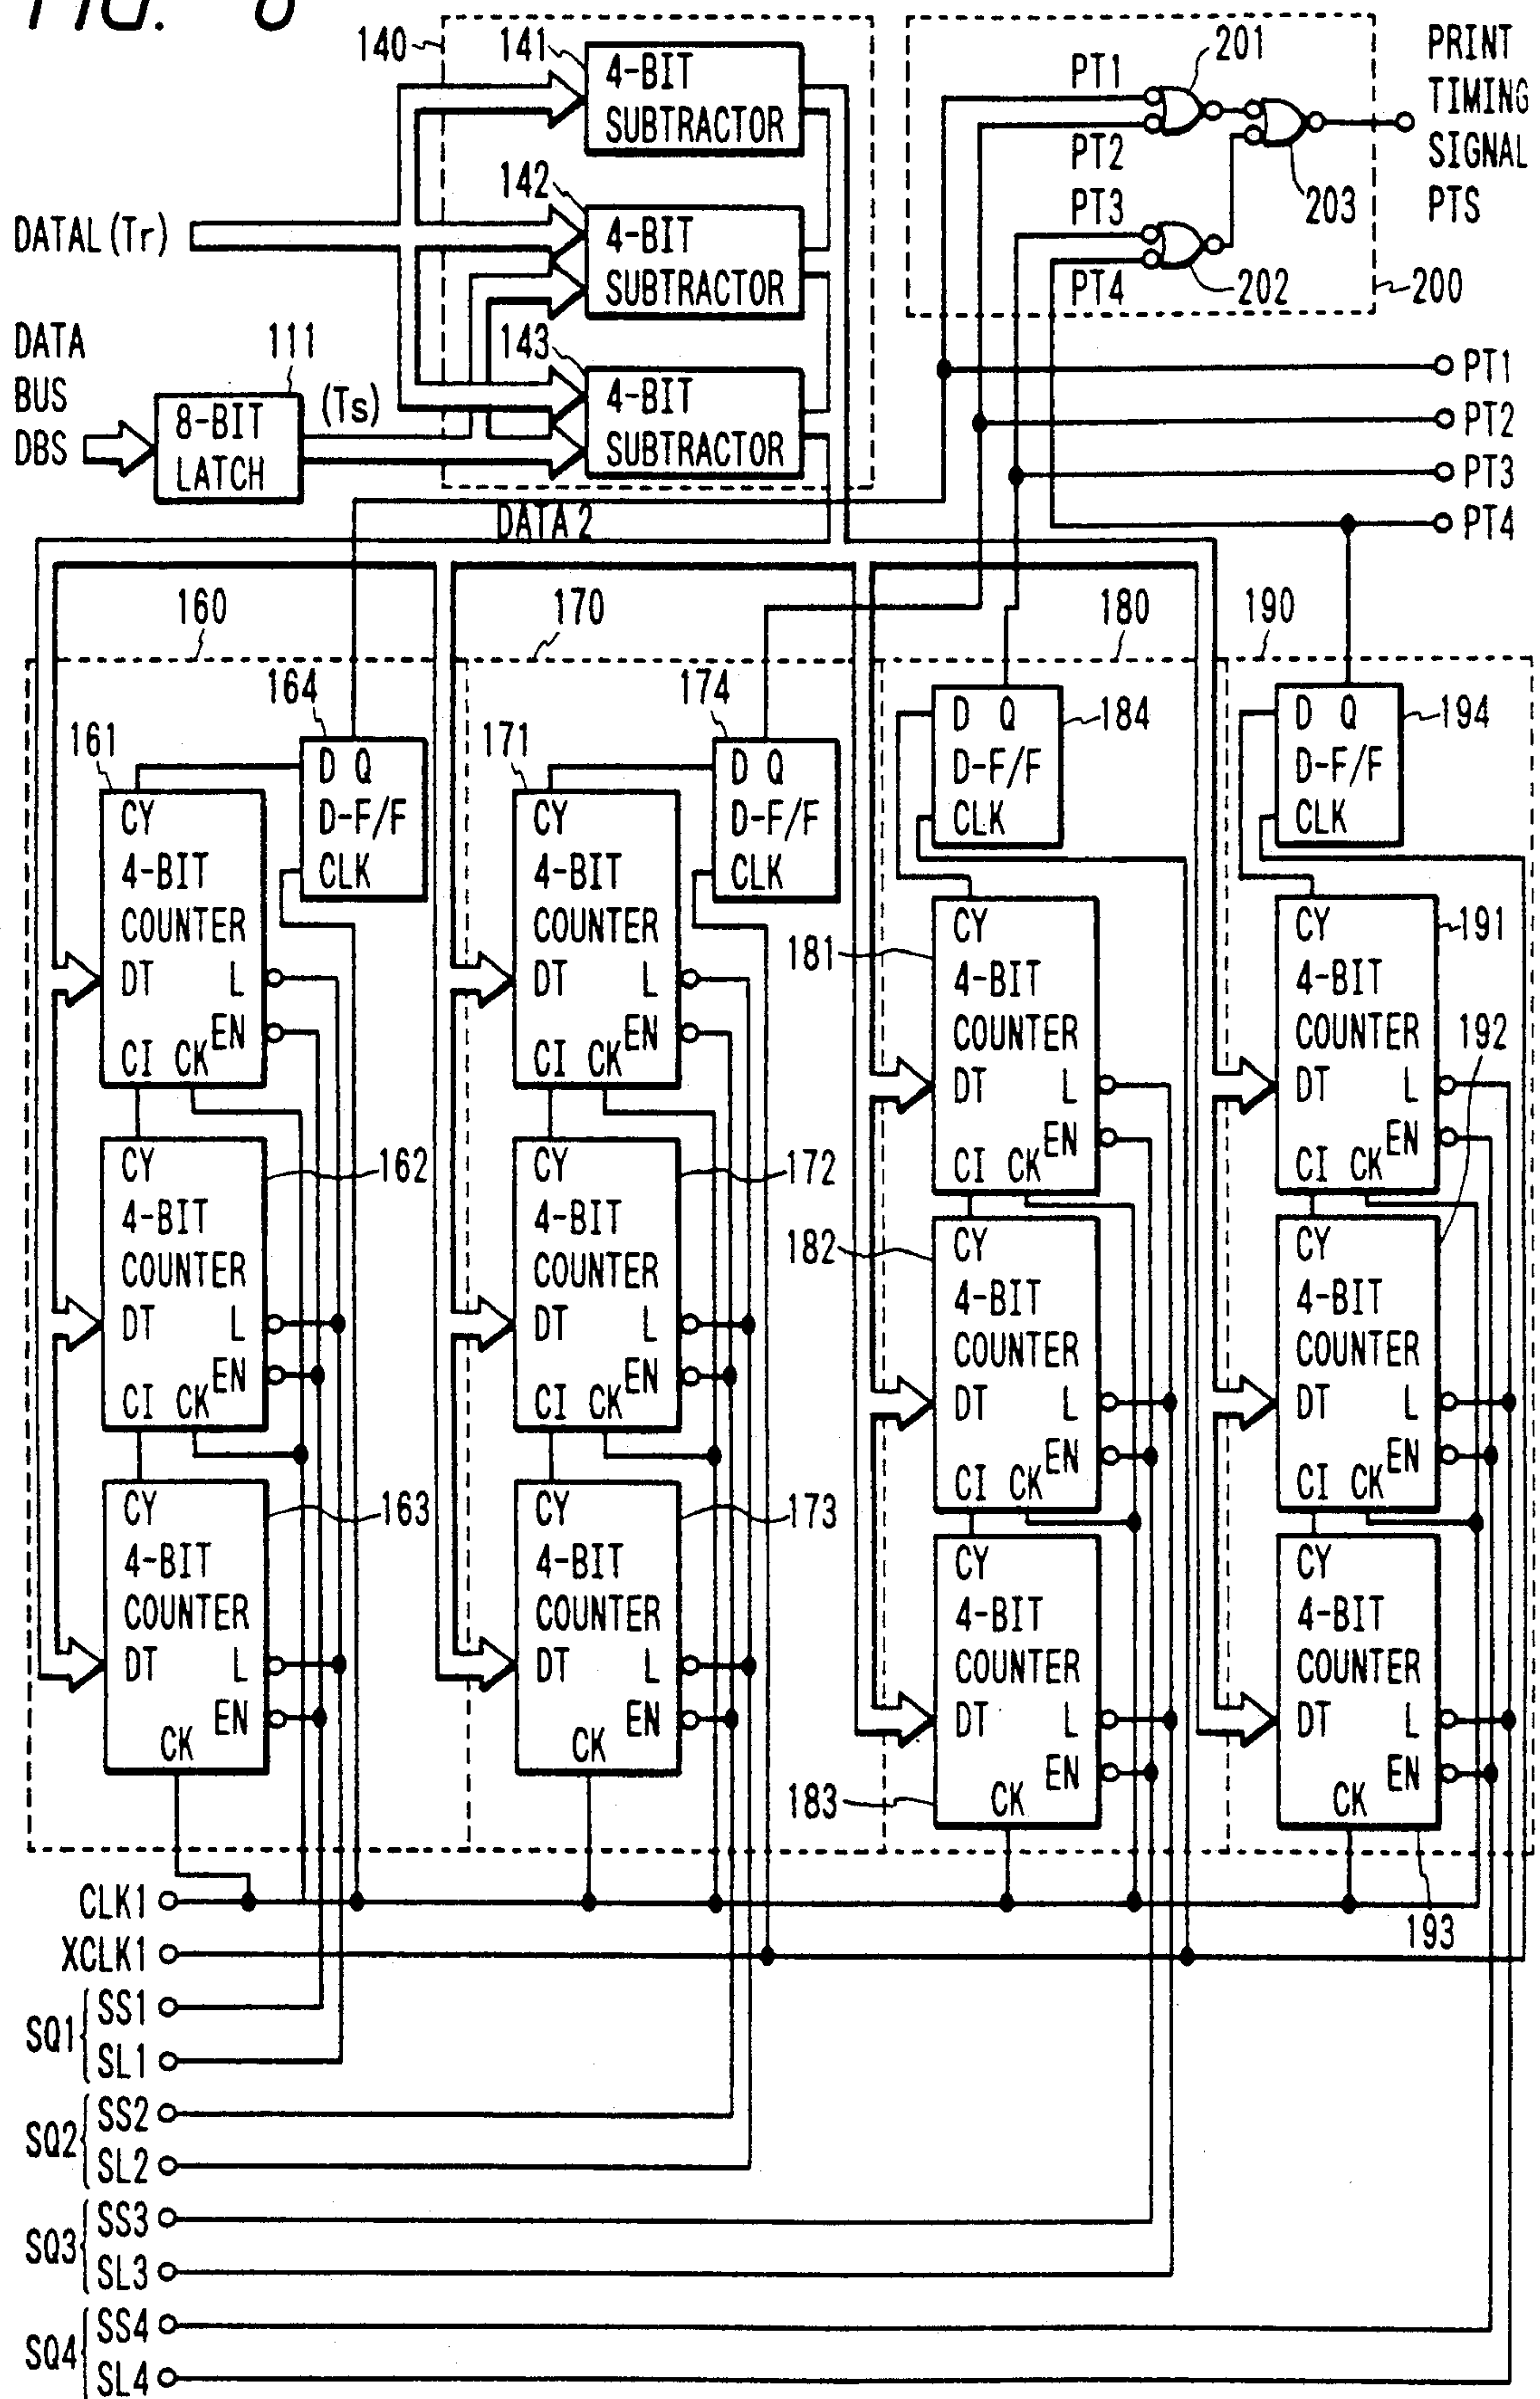 FIG. 8
140
141
4-BIT
SUBTRACTOR
142
4-BIT
SUBTRACTOR
143
4-BIT
SUBTRACTOR
DATAL (Tr)
DATA
BUS
DBS
111
8-BIT
LATCH
(Ts)
DATA 2
PT1
PT2
PT3
PT4
201
202
203
200
PRINT
TIMING
SIGNAL
PTS
PT1
PT2
PT3
PT4
160
164
D Q
D-F/F
CLK
161
CY
4-BIT
COUNTER
DT L
EN
CI CK
162
CY
4-BIT
COUNTER
DT L
EN
CI CK
163
CY
4-BIT
COUNTER
DT L
EN
CK
170
174
D Q
D-F/F
CLK
171
CY
4-BIT
COUNTER
DT L
EN
CI CK
172
CY
4-BIT
COUNTER
DT L
EN
CI CK
173
CY
4-BIT
COUNTER
DT L
EN
CK
180
184
D Q
D-F/F
CLK
181
CY
4-BIT
COUNTER
DT L
EN
CI CK
182
CY
4-BIT
COUNTER
DT L
EN
CI CK
183
CY
4-BIT
COUNTER
DT L
EN
CK
190
194
D Q
D-F/F
CLK
191
CY
4-BIT
COUNTER
DT L
EN
CI CK
192
CY
4-BIT
COUNTER
DT L
EN
CI CK
193
CY
4-BIT
COUNTER
DT L
EN
CK
CLK1
XCLK1
SQ1
SS1
SL1
SQ2
SS2
SL2
SQ3
SS3
SL3
SQ4
SS4
SL4